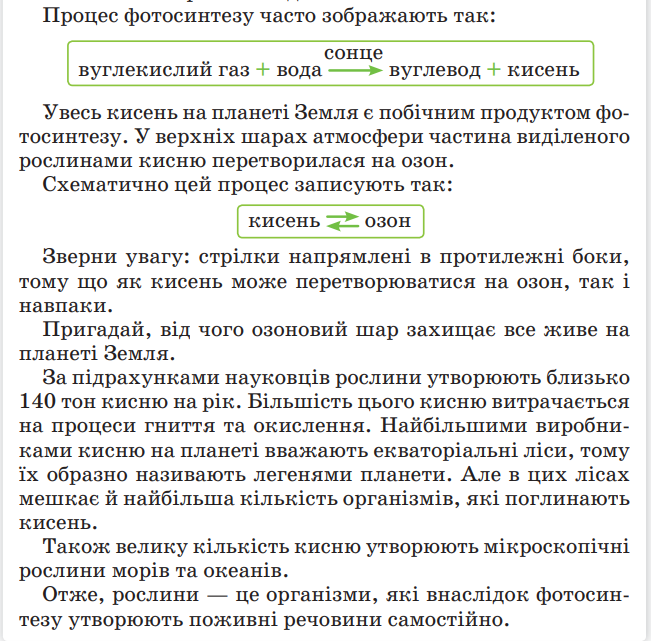 Процес фотосинтезу часто зображають так:
сонце
вуглекислий газ + вода ⟶ вуглевод + кисень
Увесь кисень на планеті Земля є побічним продуктом фо-
тосинтезу. У верхніх шарах атмосфери частина виділеного
рослинами кисню перетворилася на озон.
Схематично цей процес записують так:
кисень ⇄ озон
Зверни увагу: стрілки напрямлені в протилежні боки,
тому що як кисень може перетворюватися на озон, так і
навпаки.
Пригадай, від чого озоновий шар захищає все живе на
планеті Земля.
За підрахунками науковців рослини утворюють близько
140 тон кисню на рік. Більшість цього кисню витрачається
на процеси гниття та окислення. Найбільшими виробни-
ками кисню на планеті вважають екваторіальні ліси, тому
їх образно називають легенями планети. Але в цих лісах
мешкає й найбільша кількість організмів, які поглинають
кисень.
Також велику кількість кисню утворюють мікроскопічні
рослини морів та океанів.
Отже, рослини — це організми, які внаслідок фотосин-
тезу утворюють поживні речовини самостійно.